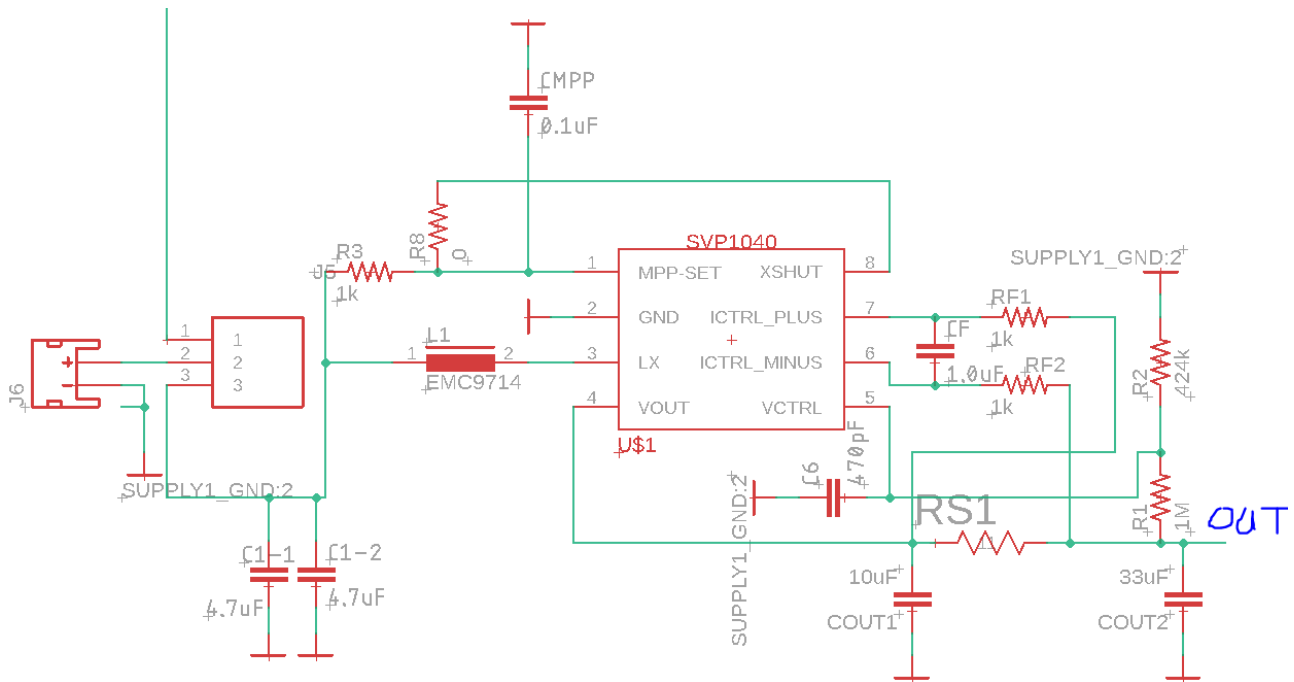 CMPP
0.1uF
SVP1040
R3
R8
0
J5
1k
1
MPP-SET
XSHUT
8
SUPPLY1_GND:2
2
GND
ICTRL_PLUS
7
RF1
1k
CF
1.0uF
L1
1
2
EMC9714
3
LX
ICTRL_MINUS
6
RF2
1k
R2
424k
4
VOUT
VCTRL
5
U$1
J6
+
-
1
2
3
1
2
3
SUPPLY1_GND:2
C6
470pF
SUPPLY1_GND:2
RS1
R1
1M
OUT
C1-1
4.7uF
C1-2
4.7uF
10uF
COUT1
33uF
COUT2